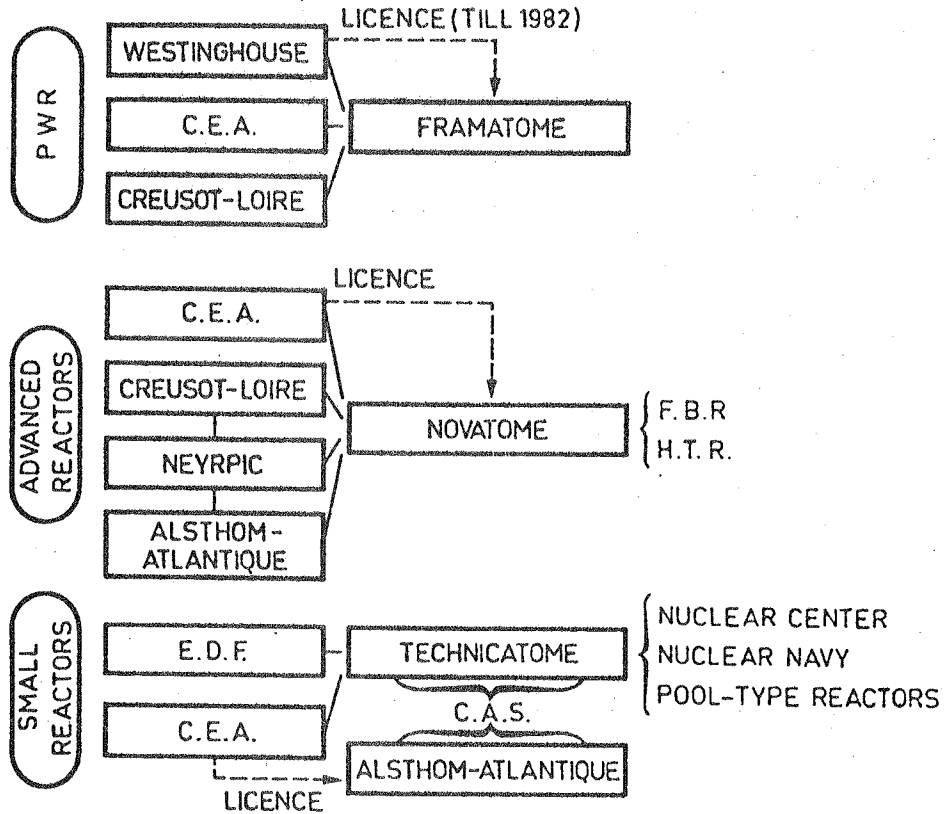 LICENCE (TILL 1982)
PWR
WESTINGHOUSE
C.E.A.
CREUSOT-LOIRE
FRAMATOME
LICENCE
ADVANCED
REACTORS
C.E.A.
CREUSOT-LOIRE
NEYRPIC
ALSTHOM-
ATLANTIQUE
NOVATOME
F.B.R
H.T.R.
SMALL
REACTORS
E.D.F.
C.E.A.
TECHNICATOME
C.A.S.
ALSTHOM-ATLANTIQUE
LICENCE
NUCLEAR CENTER
NUCLEAR NAVY
POOL-TYPE REACTORS